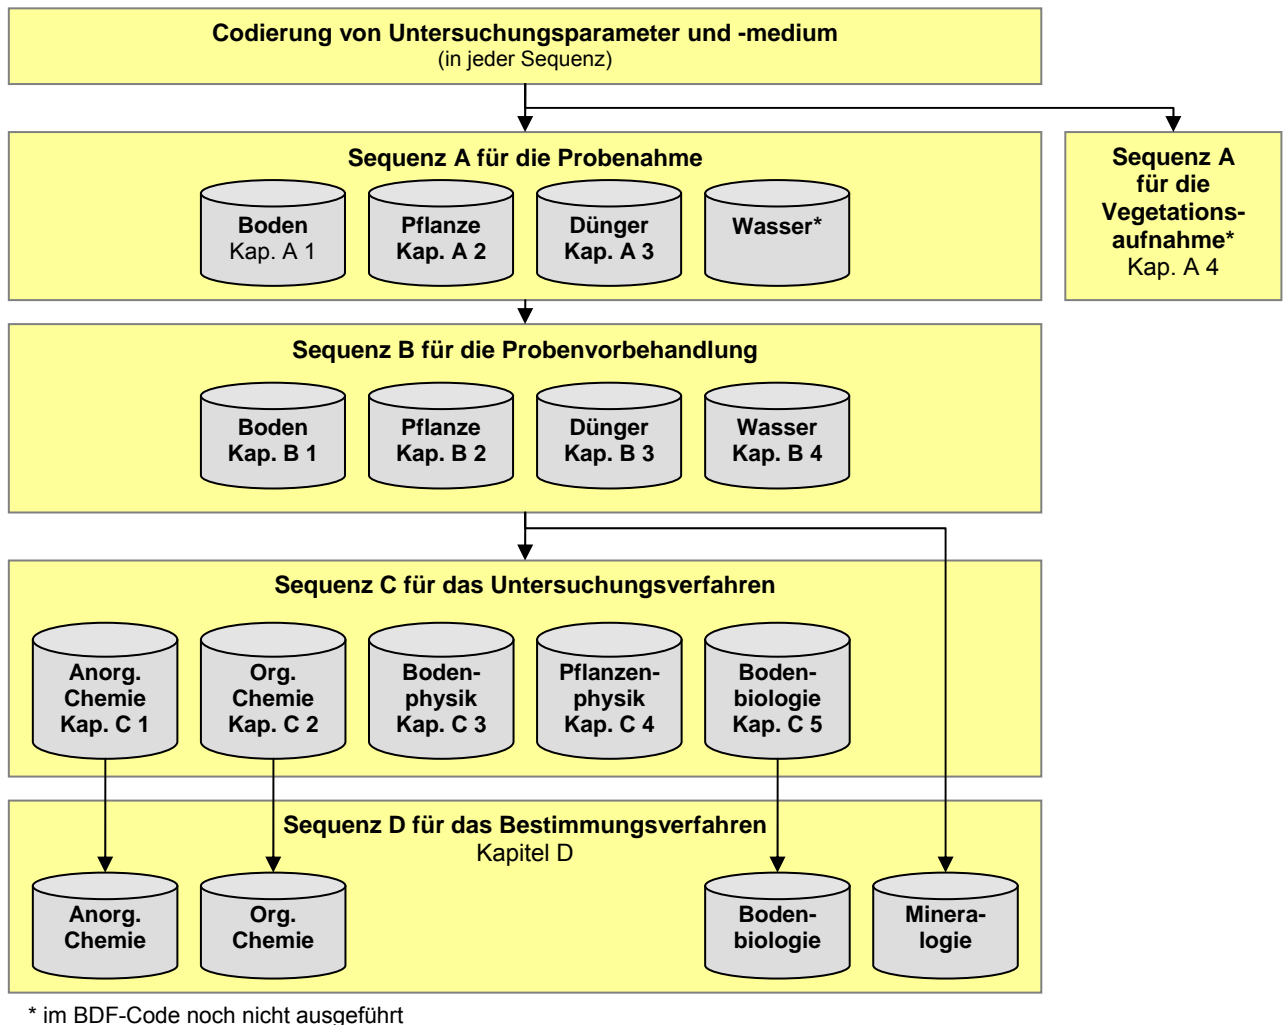 Codierung von Untersuchungsparameter und -medium
(in jeder Sequenz)
Sequenz A für die Probenahme
Boden
Kap. A 1
Pflanze
Kap. A 2
Dünger
Kap. A 3
Wasser*
Sequenz A
für die
Vegetations-
aufnahme*
Kap. A 4
Sequenz B für die Probenvorbehandlung
Boden
Kap. B 1
Pflanze
Kap. B 2
Dünger
Kap. B 3
Wasser
Kap. B 4
Sequenz C für das Untersuchungsverfahren
Anorg.
Chemie
Kap. C 1
Org.
Chemie
Kap. C 2
Boden-
physik
Kap. C 3
Pflanzen-
physik
Kap. C 4
Boden-
biologie
Kap. C 5
Sequenz D für das Bestimmungsverfahren
Kapitel D
Anorg.
Chemie
Org.
Chemie
Boden-
biologie
Minera-
logie
* im BDF-Code noch nicht ausgeführt